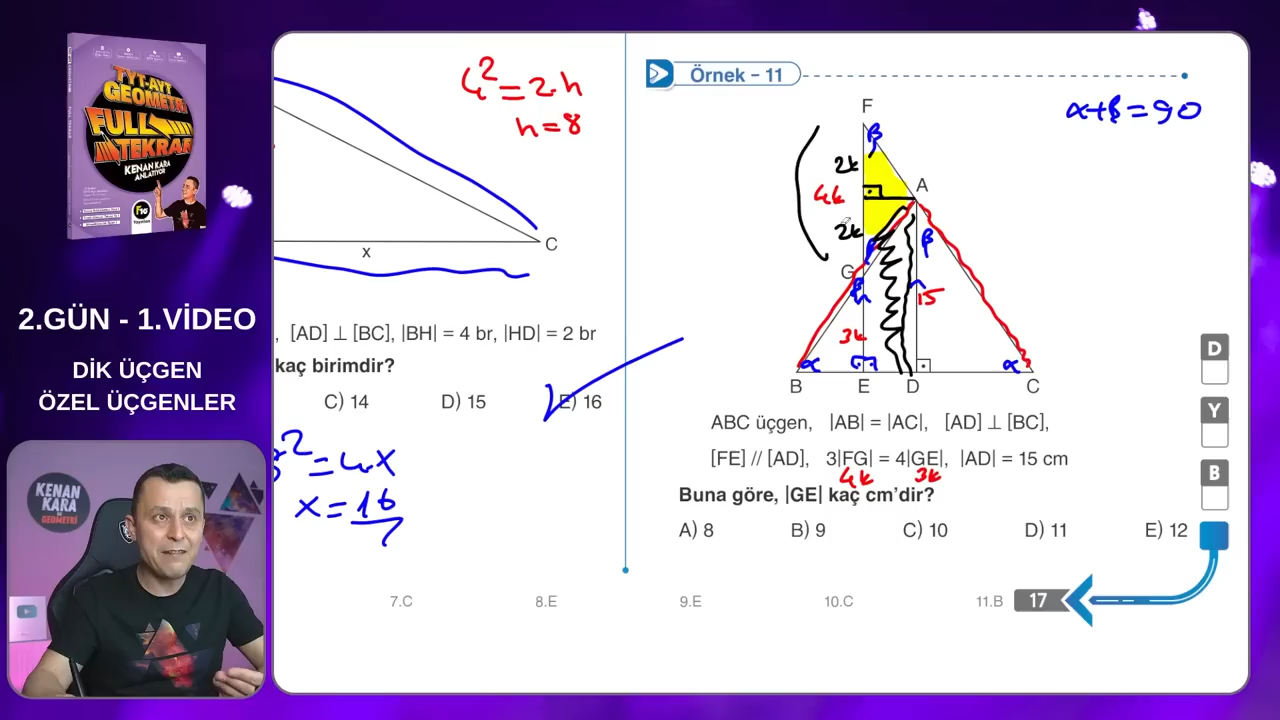 TYT-AYT
GEOMETRİ
FULL
TEKRAR
KENAN KARA
ANLATIYOR
2.GÜN - 1.VİDEO
DİK ÜÇGEN
ÖZEL ÜÇGENLER
KENAN
KARA
ile
GEOMETRİ
4² = 2.h
h = 8
C
x
, [AD] ⊥ [BC], |BH| = 4 br, |HD| = 2 br
kaç birimdir?
C) 14 D) 15 E) 16
² = 4x
x = 16
Örnek – 11
α+β = 90
F
β
2k
A
4k
2k
β
β
G
β
15
3k
α
α
B E D C
ABC üçgen, |AB| = |AC|, [AD] ⊥ [BC],
[FE] // [AD], 3|FG| = 4|GE|, |AD| = 15 cm
4k 3k
Buna göre, |GE| kaç cm'dir?
A) 8 B) 9 C) 10 D) 11 E) 12
D
Y
B
7.C 8.E 9.E 10.C 11.B 17